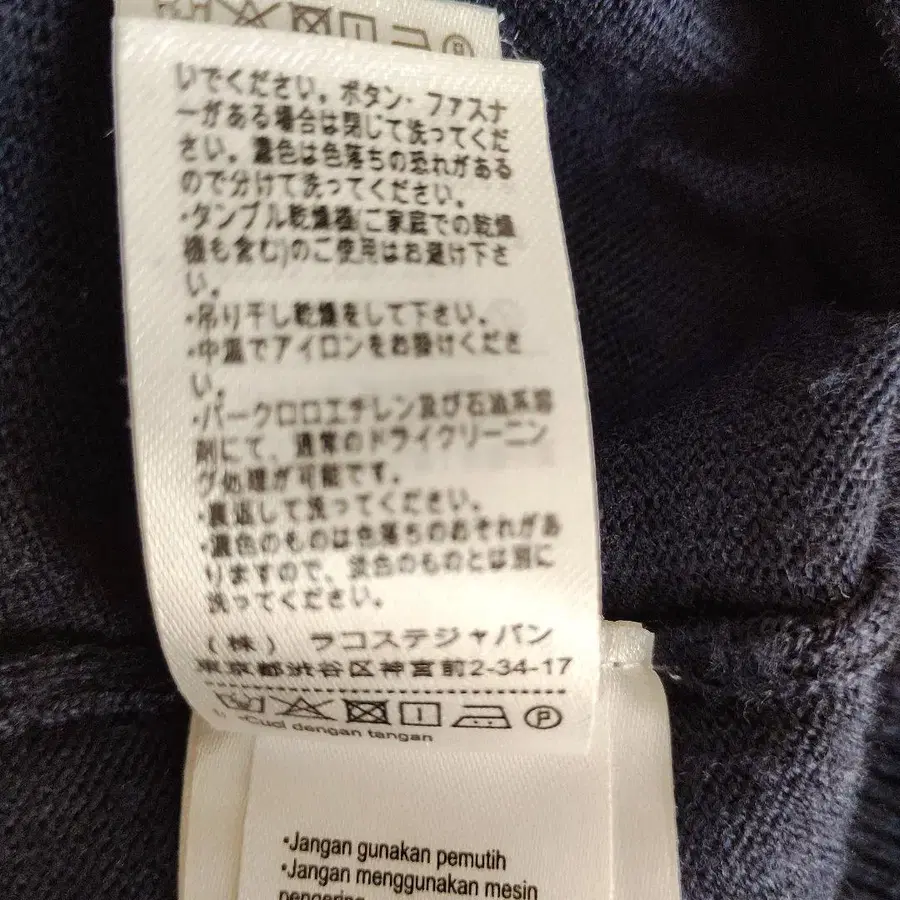 いでください。ボタン・ファスナ
ーがある場合は閉じて洗ってくだ
さい。濃色は色落ちの恐れがある
ので分けて洗ってください。
・タンブル乾燥機(ご家庭での乾燥
機も含む)のご使用はお避け下さ
い。
・吊り干し乾燥をして下さい。
・中温でアイロンをお掛けくださ
い。
・パークロロエチレン及び石油系溶
剤にて、通常のドライクリーニン
グ処理が可能です。
・裏返して洗ってください。
・濃色のものは色落ちのおそれがあ
りますので、淡色のものとは別に
洗ってください。
(株) ラコステジャパン
東京都渋谷区神宮前2-34-17
P
•Cuci dengan tangan
•Jangan gunakan pemutih
•Jangan menggunakan mesin
pengering